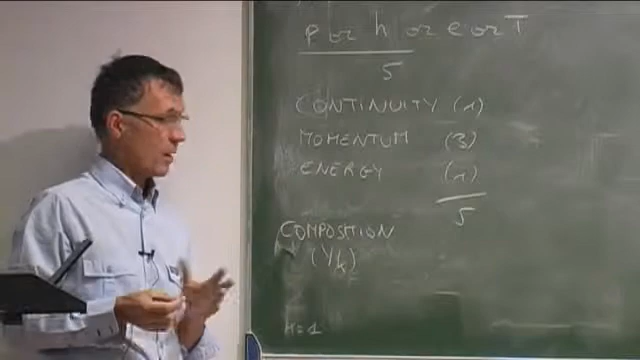 p or h or e or T
5
CONTINUITY (1)
MOMENTUM (3)
ENERGY (1)
5
COMPOSITION
(Yk)